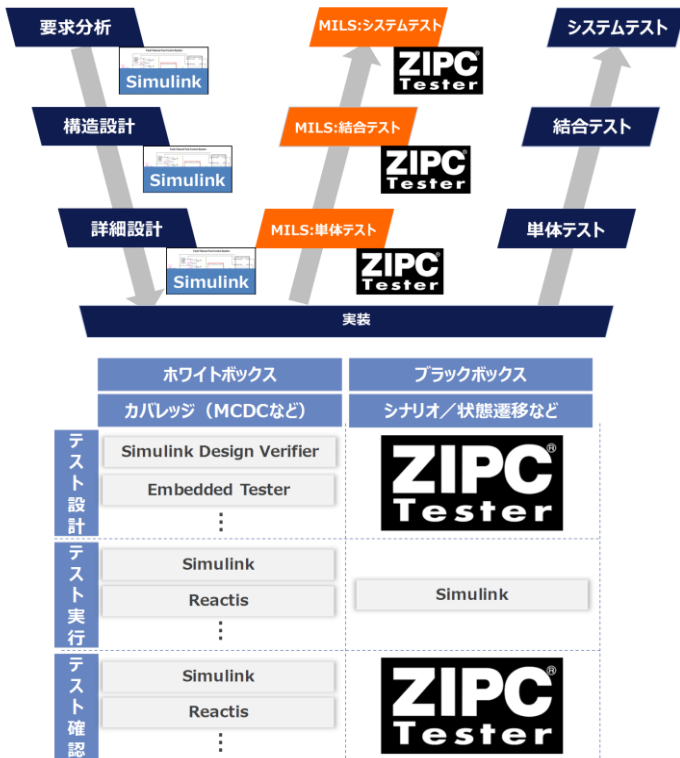 要求分析
MILS:システムテスト
システムテスト
Simulink
ZIPC®
Tester
構造設計
MILS:結合テスト
結合テスト
Simulink
ZIPC®
Tester
詳細設計
MILS:単体テスト
単体テスト
Simulink
ZIPC®
Tester
実装
ホワイトボックス
ブラックボックス
カバレッジ(MCDCなど)
シナリオ/状態遷移など
テスト設計
Simulink Design Verifier
Embedded Tester
⋮
ZIPC®
Tester
テスト実行
Simulink
Reactis
⋮
Simulink
テスト確認
Simulink
Reactis
⋮
ZIPC®
Tester